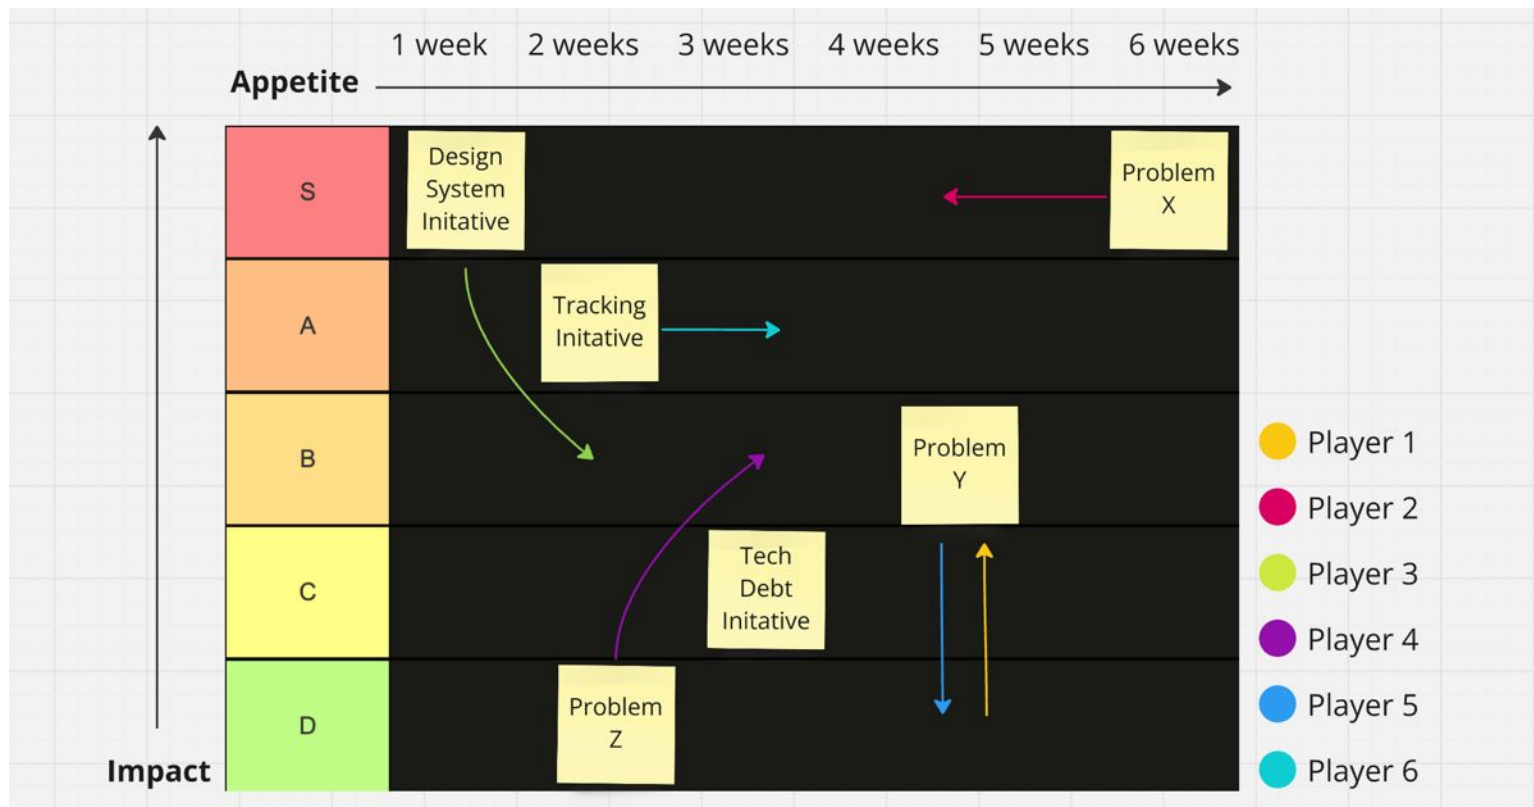 1 week 2 weeks 3 weeks 4 weeks 5 weeks 6 weeks
Appetite
S
Design
System
Initative
Problem
X
A
Tracking
Initative
B
Problem
Y
C
Tech
Debt
Initative
D
Problem
Z
Impact
Player 1
Player 2
Player 3
Player 4
Player 5
Player 6